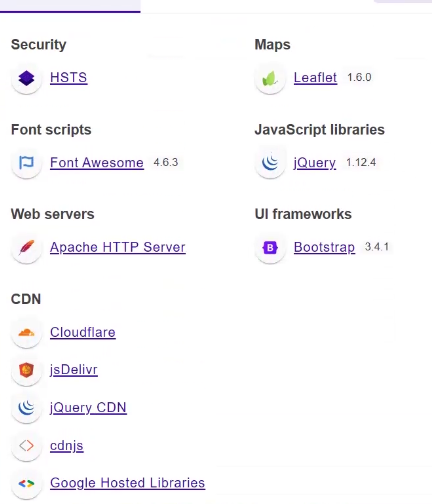 Security
HSTS
Maps
Leaflet 1.6.0
Font scripts
Font Awesome 4.6.3
JavaScript libraries
jQuery 1.12.4
Web servers
Apache HTTP Server
UI frameworks
Bootstrap 3.4.1
CDN
Cloudflare
jsDelivr
jQuery CDN
cdnjs
Google Hosted Libraries